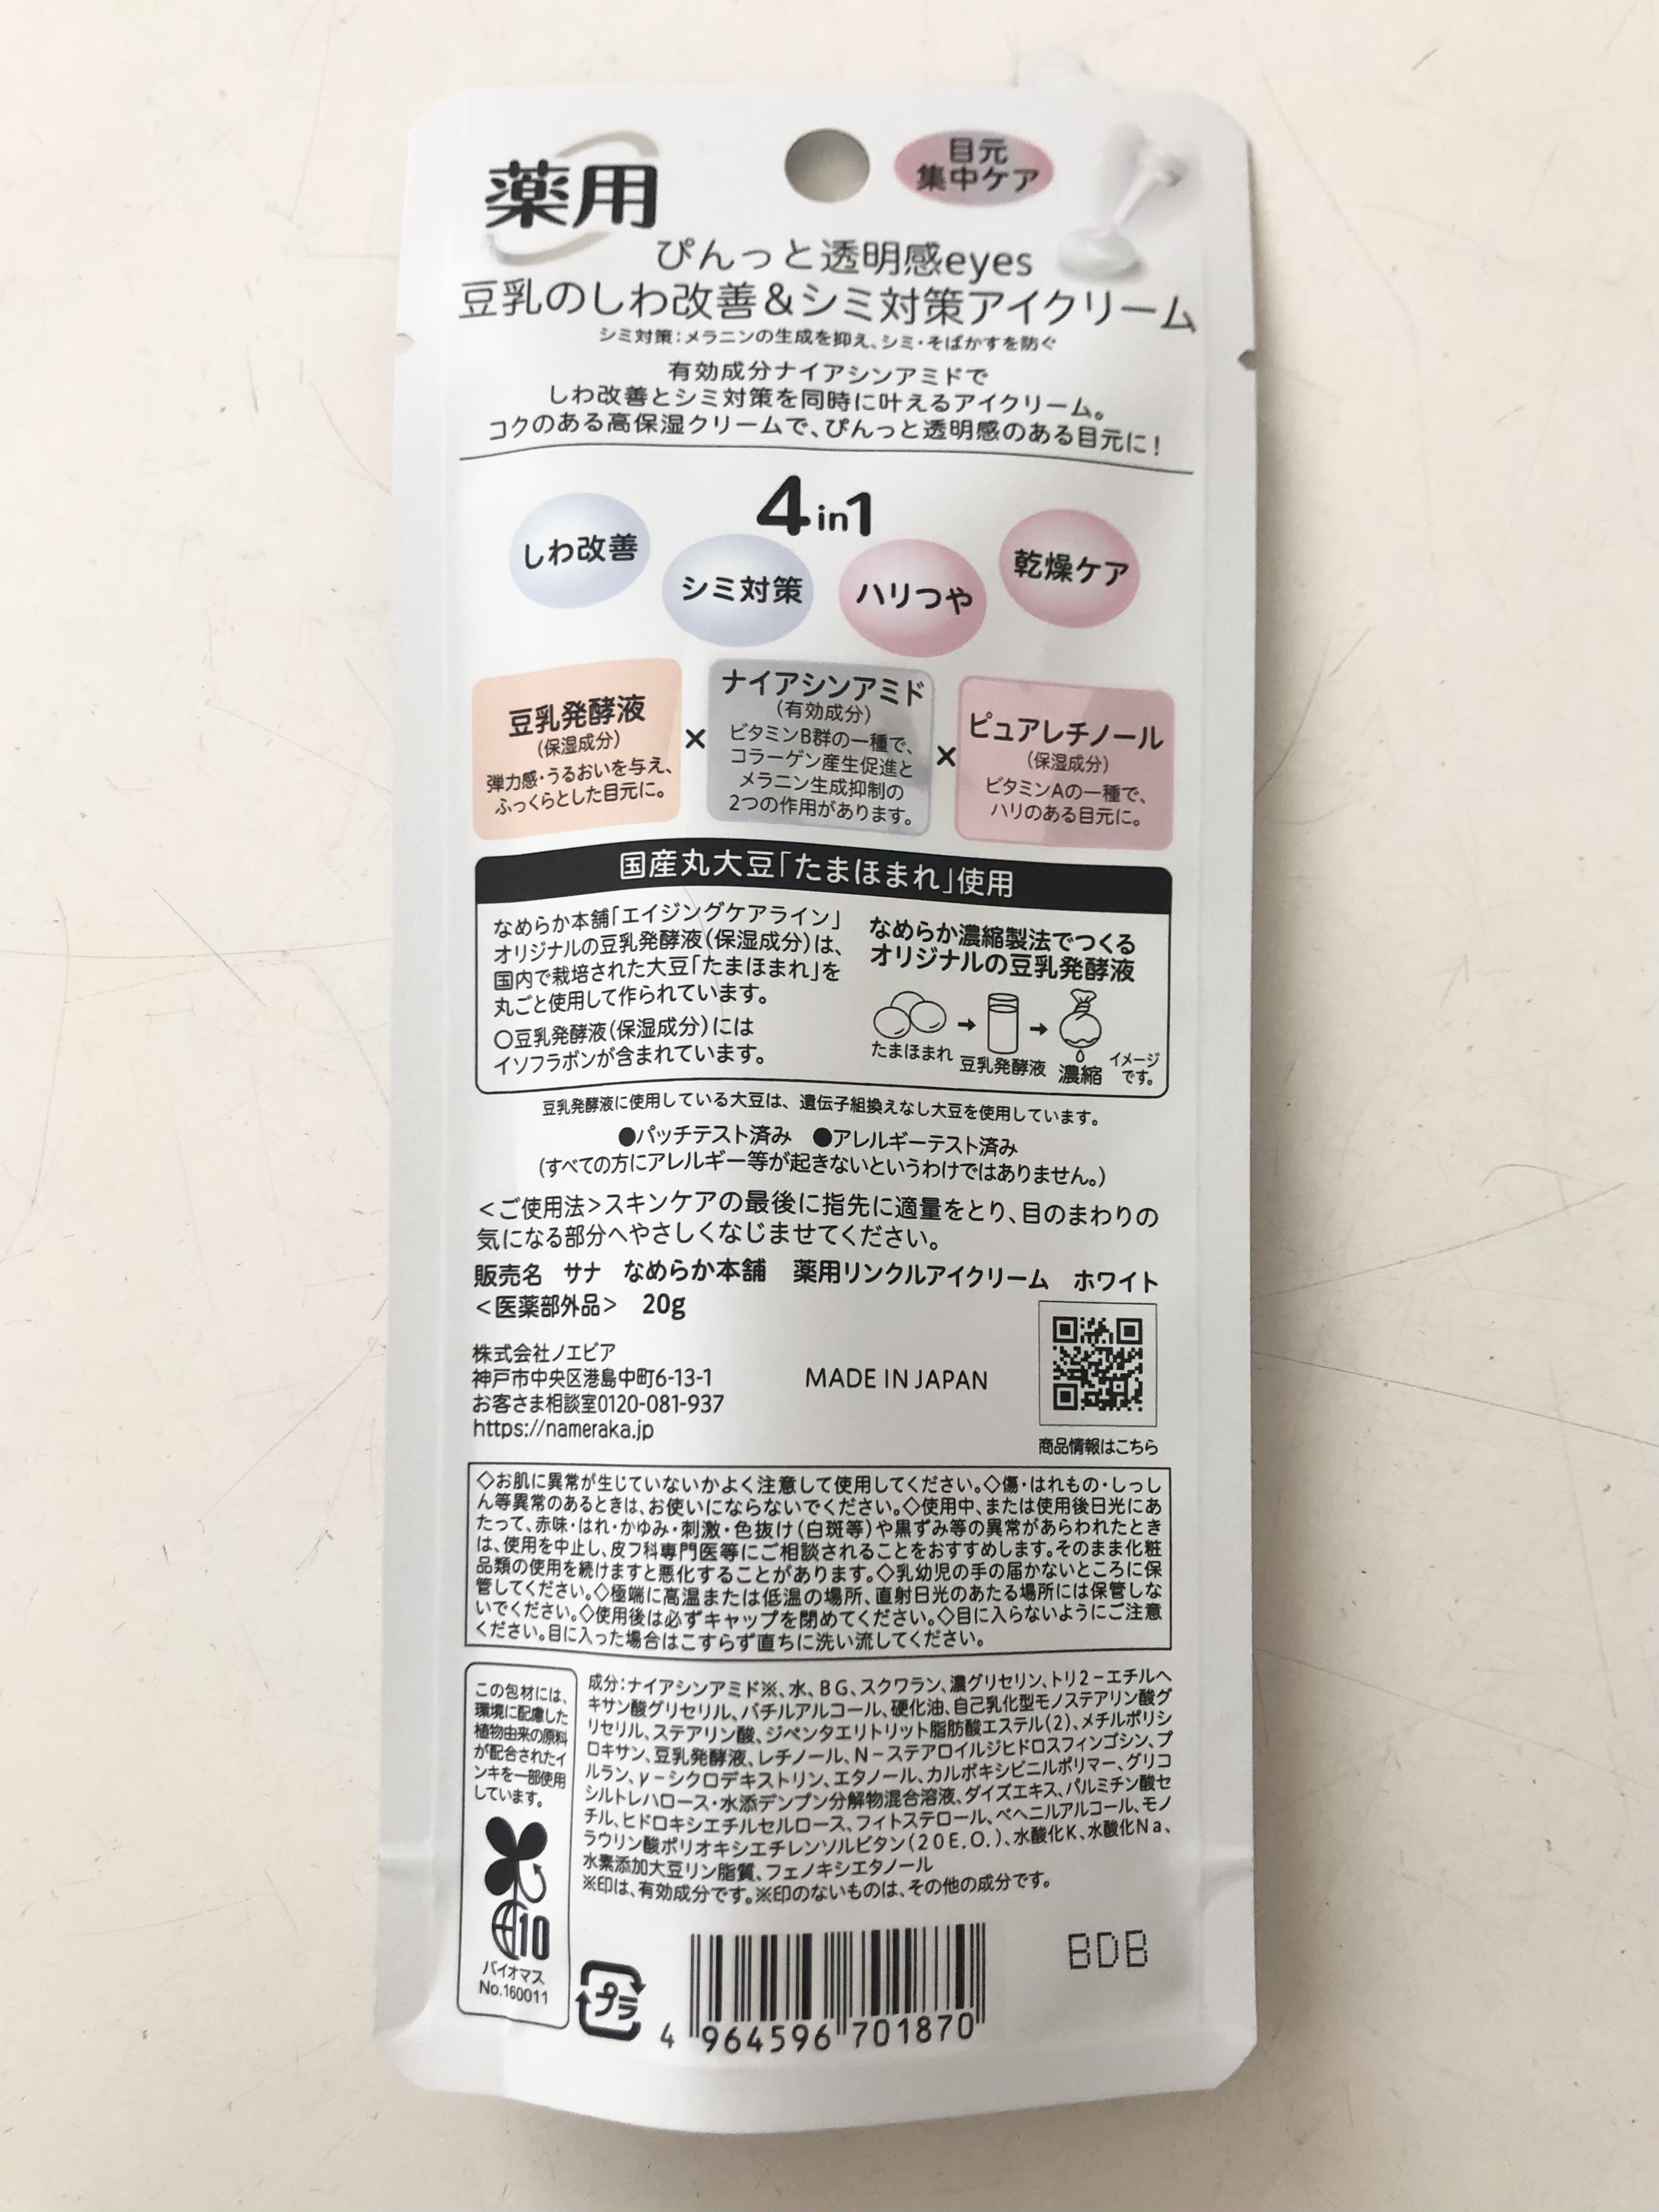 薬用
目元
集中ケア
ぴんっと透明感eyes
豆乳のしわ改善&シミ対策アイクリーム
シミ対策:メラニンの生成を抑え、シミ・そばかすを防ぐ
有効成分ナイアシンアミドで
しわ改善とシミ対策を同時に叶えるアイクリーム。
コクのある高保湿クリームで、ぴんっと透明感のある目元に!
4in1
しわ改善
シミ対策
ハリつや
乾燥ケア
豆乳発酵液
(保湿成分)
弾力感・うるおいを与え、
ふっくらとした目元に。
×
ナイアシンアミド
(有効成分)
ビタミンB群の一種で、
コラーゲン産生促進と
メラニン生成抑制の
2つの作用があります。
×
ピュアレチノール
(保湿成分)
ビタミンAの一種で、
ハリのある目元に。
国産丸大豆「たまほまれ」使用
なめらか本舗「エイジングケアライン」
オリジナルの豆乳発酵液(保湿成分)は、
国内で栽培された大豆「たまほまれ」を
丸ごと使用して作られています。
○豆乳発酵液(保湿成分)には
イソフラボンが含まれています。
なめらか濃縮製法でつくる
オリジナルの豆乳発酵液
たまほまれ
豆乳発酵液
濃縮
イメージ
です。
豆乳発酵液に使用している大豆は、遺伝子組換えなし大豆を使用しています。
●パッチテスト済み ●アレルギーテスト済み
(すべての方にアレルギー等が起きないというわけではありません。)
<ご使用法>スキンケアの最後に指先に適量をとり、目のまわりの
気になる部分へやさしくなじませてください。
販売名 サナ なめらか本舗 薬用リンクルアイクリーム ホワイト
<医薬部外品> 20g
株式会社ノエビア
神戸市中央区港島中町6-13-1
お客さま相談室0120-081-937
https://nameraka.jp
MADE IN JAPAN
商品情報はこちら
◇お肌に異常が生じていないかよく注意して使用してください。◇傷・はれもの・しっし
ん等異常のあるときは、お使いにならないでください。◇使用中、または使用後日光にあ
たって、赤味・はれ・かゆみ・刺激・色抜け(白斑等)や黒ずみ等の異常があらわれたとき
は、使用を中止し、皮フ科専門医等にご相談されることをおすすめします。そのまま化粧
品類の使用を続けますと悪化することがあります。◇乳幼児の手の届かないところに保
管してください。◇極端に高温または低温の場所、直射日光のあたる場所には保管しな
いでください。◇使用後は必ずキャップを閉めてください。◇目に入らないようにご注意
ください。目に入った場合はこすらず直ちに洗い流してください。
この包材には、
環境に配慮した
植物由来の原料
が配合されたイ
ンキを一部使用
しています。
10
バイオマス
No.160011
成分:ナイアシンアミド※、水、BG、スクワラン、濃グリセリン、トリ2-エチルヘ
キサン酸グリセリル、バチルアルコール、硬化油、自己乳化型モノステアリン酸グ
リセリル、ステアリン酸、ジペンタエリトリット脂肪酸エステル(2)、メチルポリシ
ロキサン、豆乳発酵液、レチノール、N-ステアロイルジヒドロスフィンゴシン、プ
ルラン、γ-シクロデキストリン、エタノール、カルボキシビニルポリマー、グリコ
シルトレハロース・水添デンプン分解物混合溶液、ダイズエキス、パルミチン酸セ
チル、ヒドロキシエチルセルロース、フィトステロール、ベヘニルアルコール、モノ
ラウリン酸ポリオキシエチレンソルビタン(20E.O.)、水酸化K、水酸化Na、
水素添加大豆リン脂質、フェノキシエタノール
※印は、有効成分です。※印のないものは、その他の成分です。
プラ
4 964596 701870
BDB